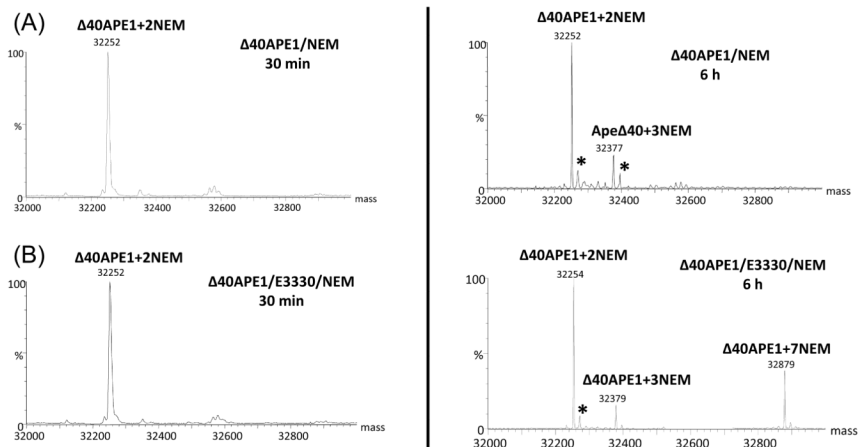 (A)
Δ40APE1+2NEM
32252
Δ40APE1/NEM
30 min
100
%
0
32000 32200 32400 32600 32800 mass
Δ40APE1+2NEM
32252
Δ40APE1/NEM
6 h
100
%
ApeΔ40+3NEM
32377
* *
0
32000 32200 32400 32600 32800 mass
(B)
Δ40APE1+2NEM
32252
Δ40APE1/E3330/NEM
30 min
100
%
0
32000 32200 32400 32600 32800 mass
Δ40APE1+2NEM
32254
Δ40APE1/E3330/NEM
6 h
100
%
Δ40APE1+7NEM
32879
Δ40APE1+3NEM
32379
*
0
32000 32200 32400 32600 32800 mass